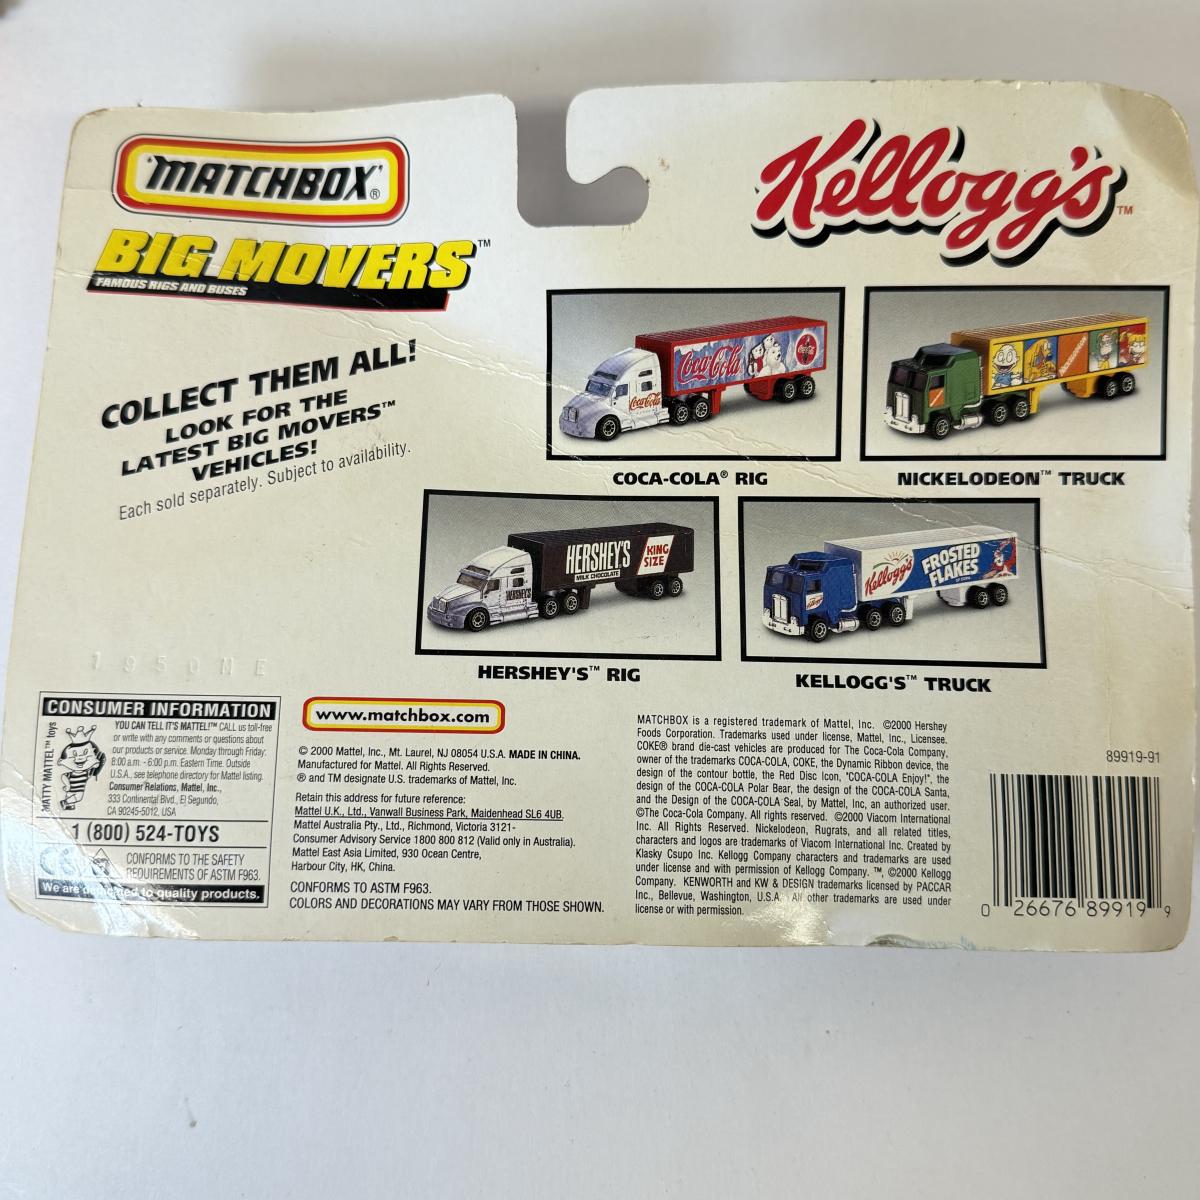 MATCHBOX®
BIG MOVERS™
FAMOUS RIGS AND BUSES
Kellogg's™
COLLECT THEM ALL!
LOOK FOR THE
LATEST BIG MOVERS™
VEHICLES!
Each sold separately. Subject to availability.
Coca-Cola
Coca-Cola
COCA-COLA® RIG
NICKELODEON
NICKELODEON™ TRUCK
HERSHEY'S
MILK CHOCOLATE
KING
SIZE
HERSHEY'S
HERSHEY'S™ RIG
Kellogg's
FROSTED
FLAKES
Kellogg's
KELLOGG'S™ TRUCK
1950ME
CONSUMER INFORMATION
MATTY MATTEL™ toys
YOU CAN TELL IT'S MATTEL!™ CALL us toll-free
or write with any comments or questions about
our products or service. Monday through Friday:
8:00 a.m. - 6:00 p.m. Eastern Time. Outside
U.S.A., see telephone directory for Mattel listing.
Consumer Relations, Mattel, Inc.,
333 Continental Blvd., El Segundo,
CA 90245-5012, USA
1 (800) 524-TOYS
CE
CONFORMS TO THE SAFETY
REQUIREMENTS OF ASTM F963.
We are dedicated to quality products.
www.matchbox.com
© 2000 Mattel, Inc., Mt. Laurel, NJ 08054 U.S.A. MADE IN CHINA.
Manufactured for Mattel. All Rights Reserved.
® and TM designate U.S. trademarks of Mattel, Inc.
Retain this address for future reference:
Mattel U.K., Ltd., Vanwall Business Park, Maidenhead SL6 4UB.
Mattel Australia Pty., Ltd., Richmond, Victoria 3121-
Consumer Advisory Service 1800 800 812 (Valid only in Australia).
Mattel East Asia Limited, 930 Ocean Centre,
Harbour City, HK, China.
CONFORMS TO ASTM F963.
COLORS AND DECORATIONS MAY VARY FROM THOSE SHOWN.
MATCHBOX is a registered trademark of Mattel, Inc. ©2000 Hershey
Foods Corporation. Trademarks used under license, Mattel, Inc., Licensee.
COKE® brand die-cast vehicles are produced for The Coca-Cola Company,
owner of the trademarks COCA-COLA, COKE, the Dynamic Ribbon device, the
design of the contour bottle, the Red Disc Icon, "COCA-COLA Enjoy!", the
design of the COCA-COLA Polar Bear, the design of the COCA-COLA Santa,
and the Design of the COCA-COLA Seal, by Mattel, Inc, an authorized user.
©The Coca-Cola Company. All rights reserved. ©2000 Viacom International
Inc. All Rights Reserved. Nickelodeon, Rugrats, and all related titles,
characters and logos are trademarks of Viacom International Inc. Created by
Klasky Csupo Inc. Kellogg Company characters and trademarks are used
under license and with permission of Kellogg Company. ™, ©2000 Kellogg
Company. KENWORTH and KW & DESIGN trademarks licensed by PACCAR
Inc., Bellevue, Washington, U.S.A. All other trademarks are used under
license or with permission.
89919-91
0 26676 89919 9